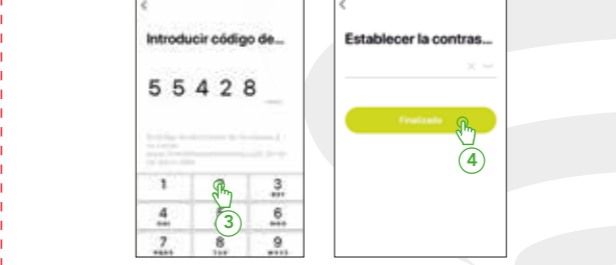 Introducir código de...
5 5 4 2 8
1 2 3
DEF
4 5 6
3
7 8 9
Establecer la contras...
Finalizado
4